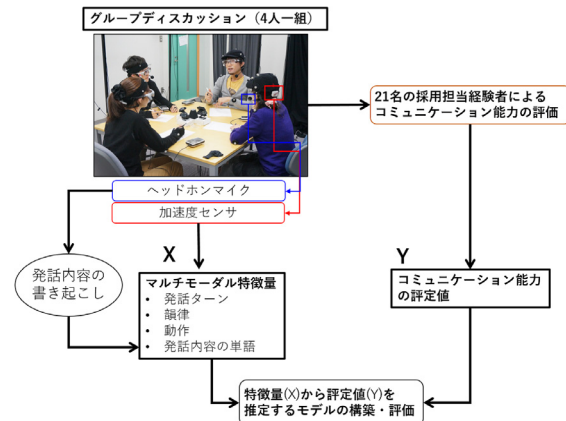 グループディスカッション（4人一組）
21名の採用担当経験者による
コミュニケーション能力の評価
ヘッドホンマイク
加速度センサ
X
Y
発話内容の
書き起こし
マルチモーダル特徴量
• 発話ターン
• 韻律
• 動作
• 発話内容の単語
コミュニケーション能力
の評定値
特徴量(X)から評定値(Y)を
推定するモデルの構築・評価